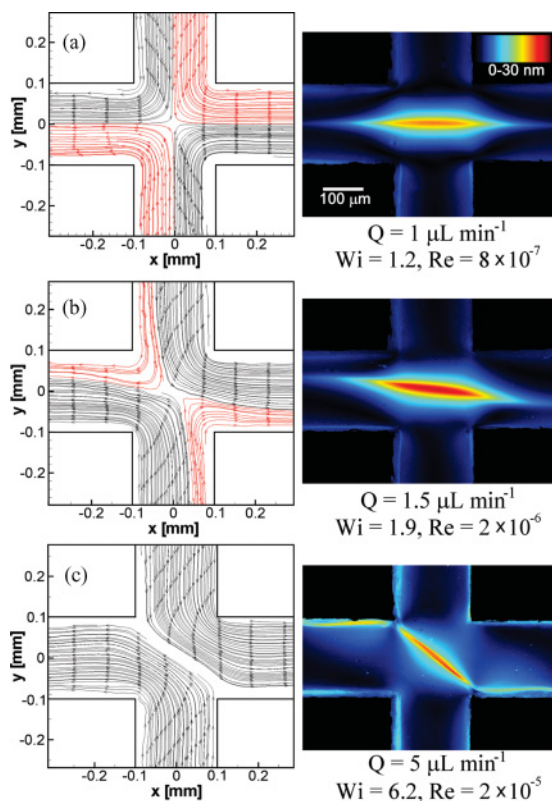 (a)
y [mm]
0.2
0.1
0
-0.1
-0.2
-0.2 -0.1 0 0.1 0.2
x [mm]
0-30 nm
100 μm
Q = 1 μL min⁻¹
Wi = 1.2, Re = 8 × 10⁻⁷
(b)
y [mm]
0.2
0.1
0
-0.1
-0.2
-0.2 -0.1 0 0.1 0.2
x [mm]
Q = 1.5 μL min⁻¹
Wi = 1.9, Re = 2 × 10⁻⁶
(c)
y [mm]
0.2
0.1
0
-0.1
-0.2
-0.2 -0.1 0 0.1 0.2
x [mm]
Q = 5 μL min⁻¹
Wi = 6.2, Re = 2 × 10⁻⁵